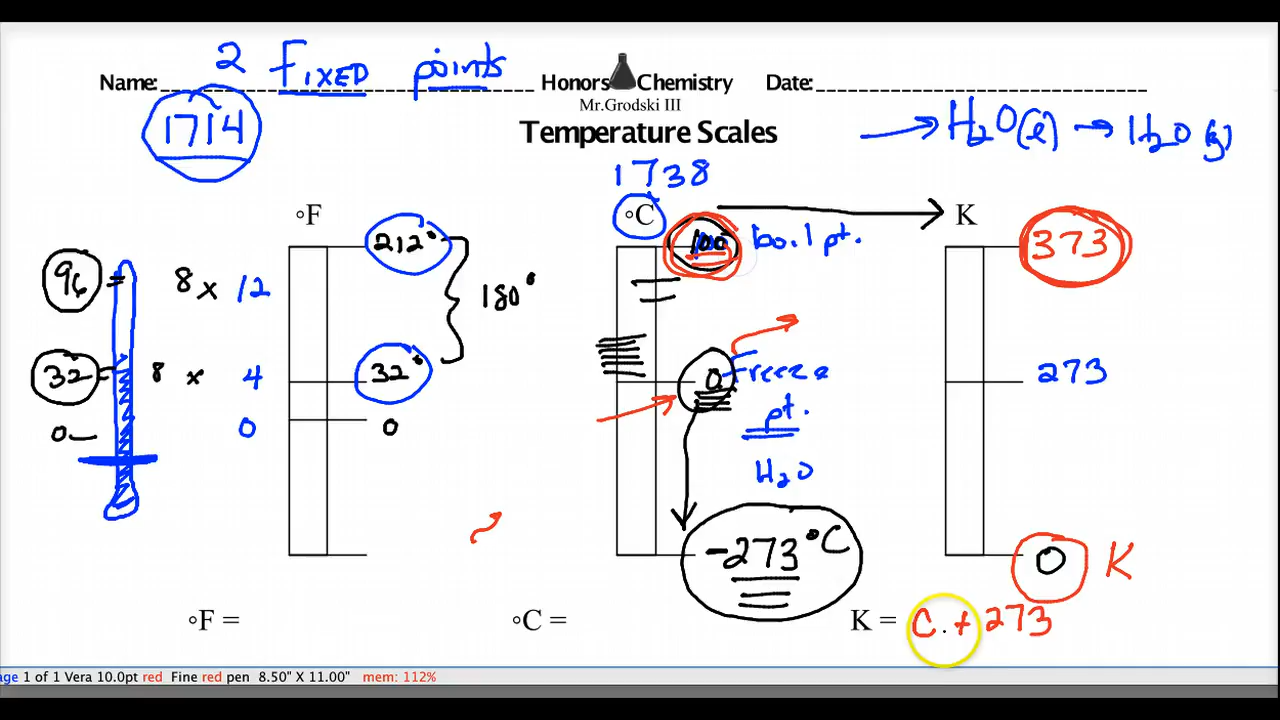 2 Fixed points
Name: Honors Chemistry Date:
Mr.Grodski III
1714
Temperature Scales
→ H₂O(l) → H₂O(g)
1738
°F
°C
K
212°
100
boil pt.
373
96
8 x 12
180°
32
8 x 4
32°
0
Freeze
pt.
H₂O
273
0
0
0
-273°C
0 K
°F =
°C =
K = C + 273
age 1 of 1 Vera 10.0pt red Fine red pen 8.50" X 11.00" mem: 112%